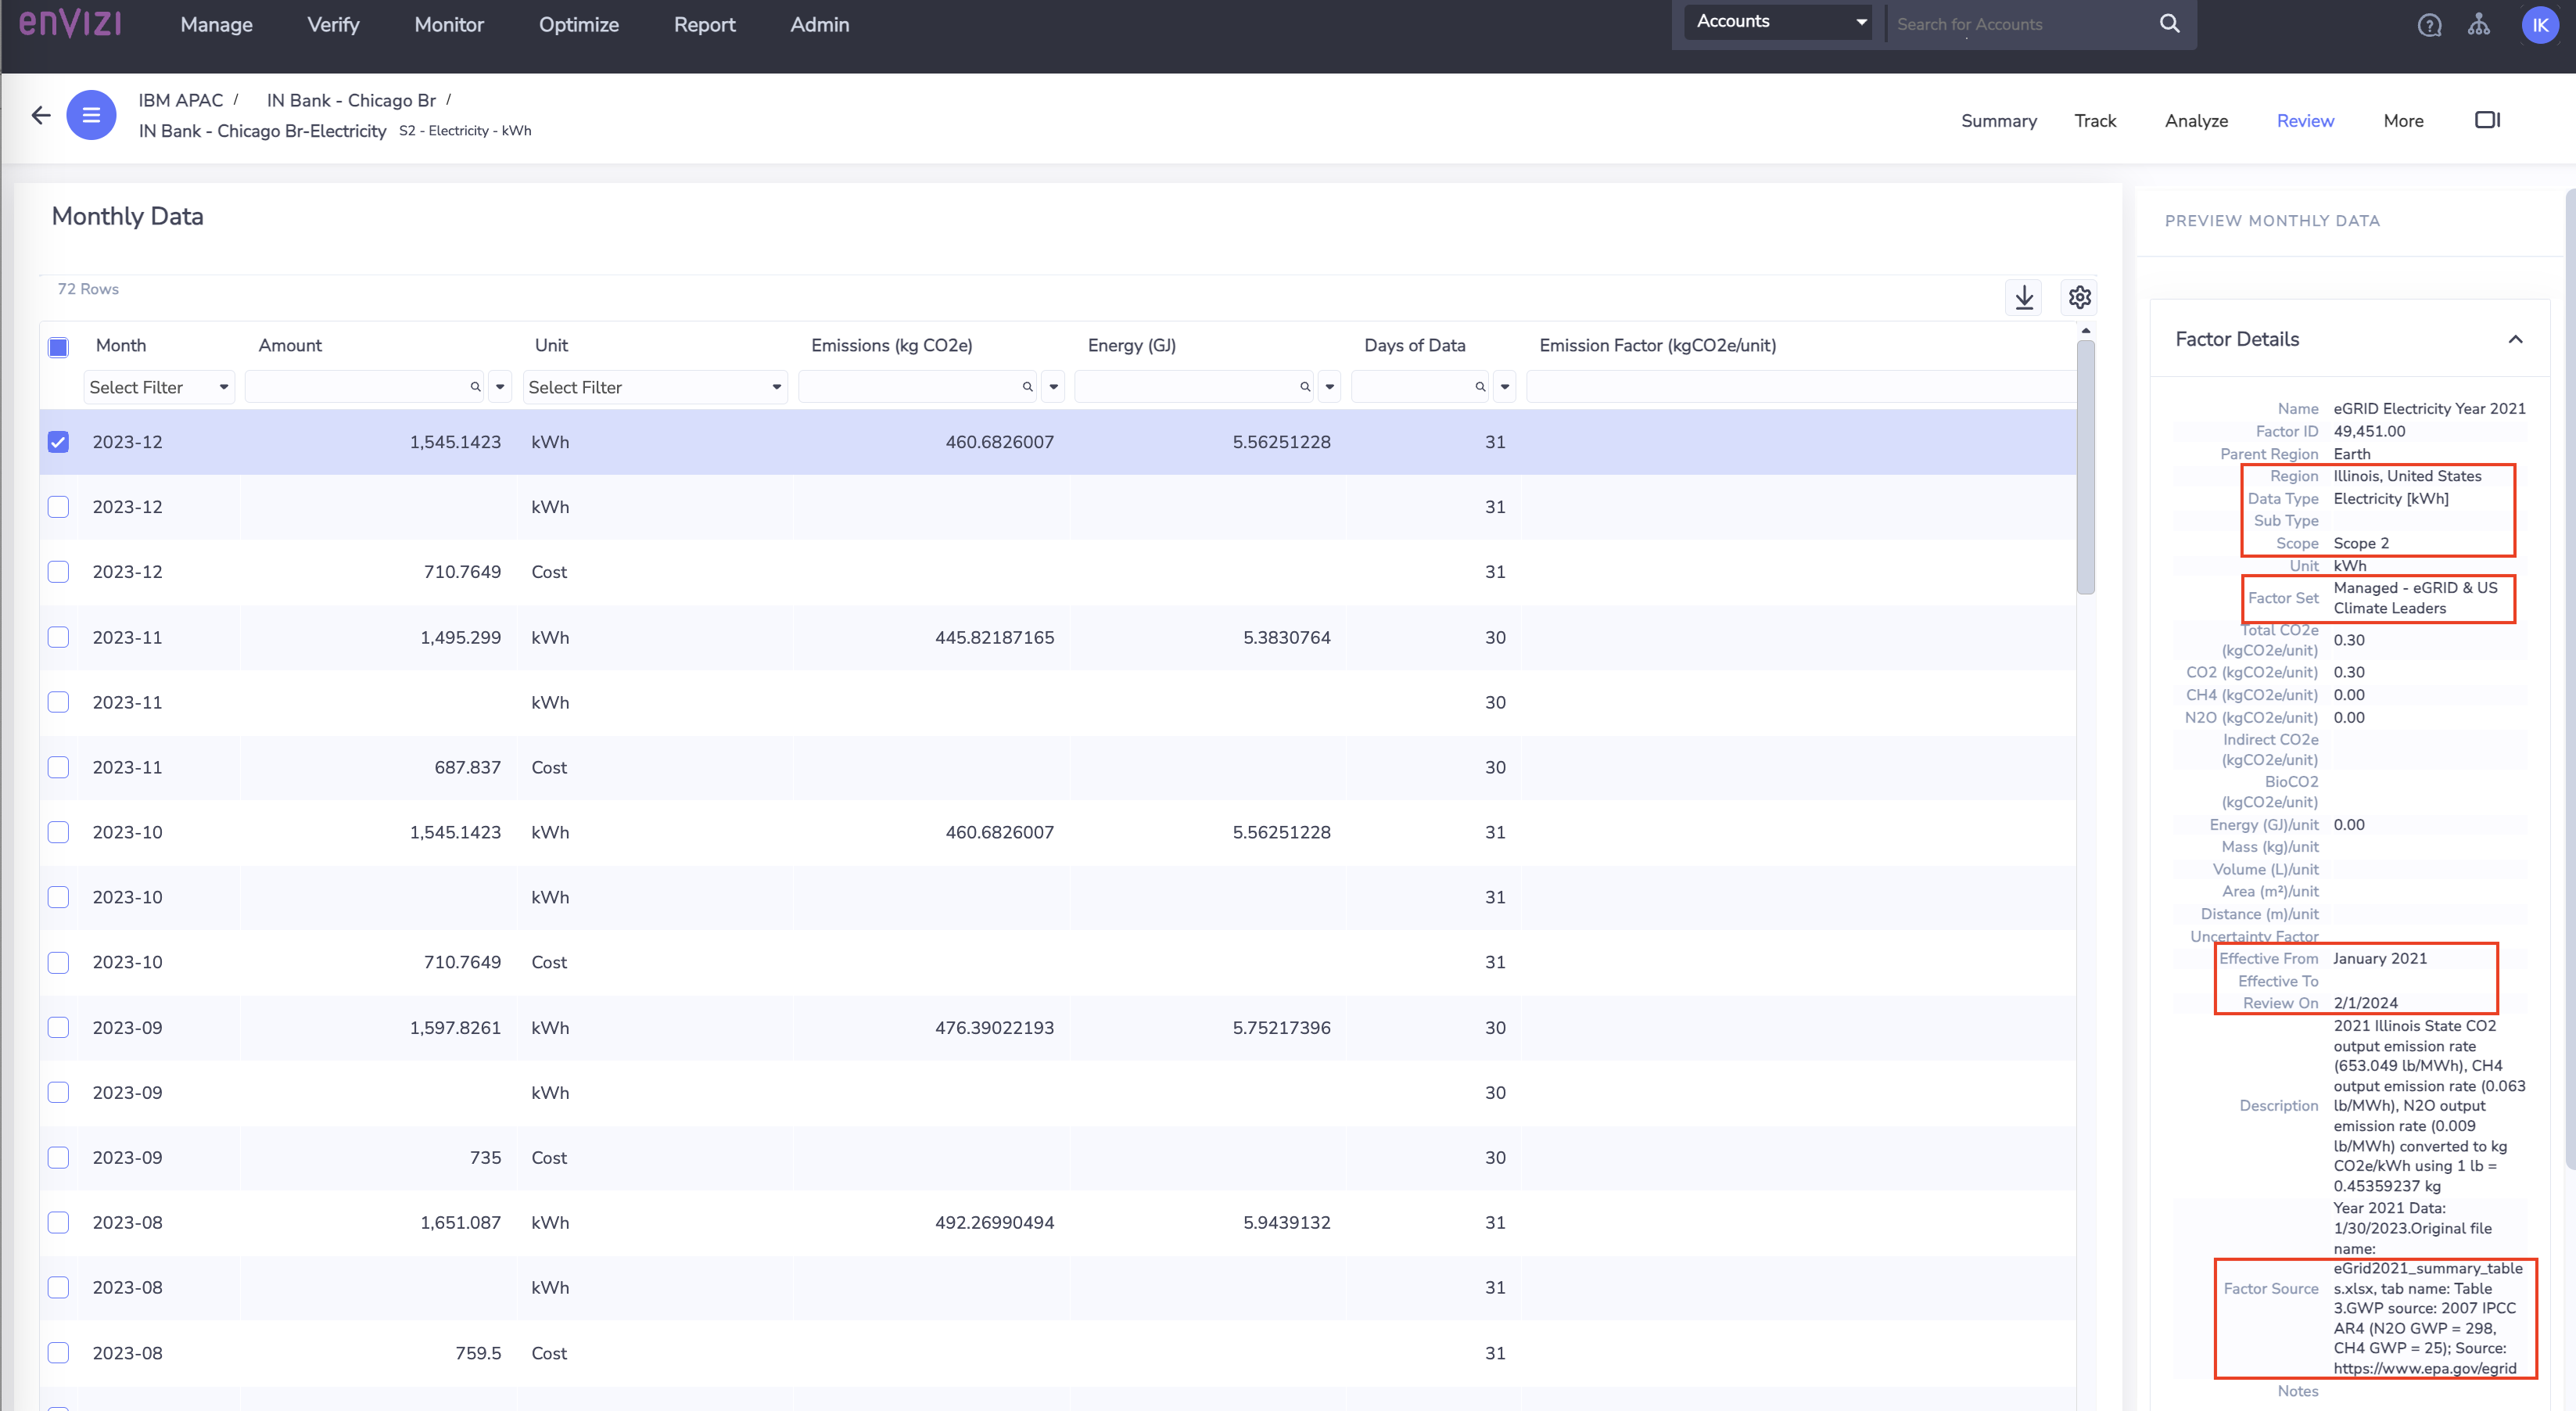 enVizi
Manage Verify Monitor Optimize Report Admin
Accounts Search for Accounts
IK
IBM APAC / IN Bank - Chicago Br /
IN Bank - Chicago Br-Electricity S2 - Electricity - kWh
Summary Track Analyze Review More
Monthly Data
72 Rows
Month Amount Unit Emissions (kg CO2e) Energy (GJ) Days of Data Emission Factor (kgCO2e/unit)
Select Filter Select Filter
2023-12 1,545.1423 kWh 460.6826007 5.56251228 31
2023-12 kWh 31
2023-12 710.7649 Cost 31
2023-11 1,495.299 kWh 445.82187165 5.3830764 30
2023-11 kWh 30
2023-11 687.837 Cost 30
2023-10 1,545.1423 kWh 460.6826007 5.56251228 31
2023-10 kWh 31
2023-10 710.7649 Cost 31
2023-09 1,597.8261 kWh 476.39022193 5.75217396 30
2023-09 kWh 30
2023-09 735 Cost 30
2023-08 1,651.087 kWh 492.26990494 5.9439132 31
2023-08 kWh 31
2023-08 759.5 Cost 31
PREVIEW MONTHLY DATA
Factor Details
Name eGRID Electricity Year 2021
Factor ID 49,451.00
Parent Region Earth
Region Illinois, United States
Data Type Electricity [kWh]
Sub Type
Scope Scope 2
Unit kWh
Factor Set Managed - eGRID & US
Climate Leaders
Total CO2e
(kgCO2e/unit) 0.30
CO2 (kgCO2e/unit) 0.30
CH4 (kgCO2e/unit) 0.00
N2O (kgCO2e/unit) 0.00
Indirect CO2e
(kgCO2e/unit)
BioCO2
(kgCO2e/unit)
Energy (GJ)/unit 0.00
Mass (kg)/unit
Volume (L)/unit
Area (m²)/unit
Distance (m)/unit
Uncertainty Factor
Effective From January 2021
Effective To
Review On 2/1/2024
Description
2021 Illinois State CO2
output emission rate
(653.049 lb/MWh), CH4
output emission rate (0.063
lb/MWh), N2O output
emission rate (0.009
lb/MWh) converted to kg
CO2e/kWh using 1 lb =
0.45359237 kg
Factor Source
Year 2021 Data:
1/30/2023.Original file
name:
eGrid2021_summary_table
s.xlsx, tab name: Table
3.GWP source: 2007 IPCC
AR4 (N2O GWP = 298,
CH4 GWP = 25); Source:
https://www.epa.gov/egrid
Notes